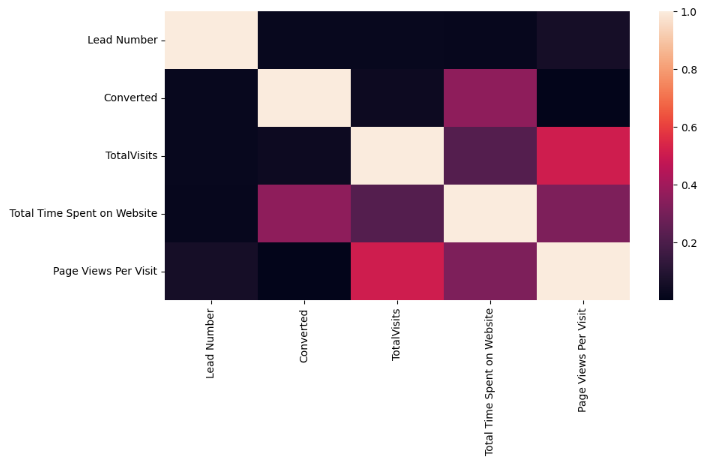 Lead Number
Converted
TotalVisits
Total Time Spent on Website
Page Views Per Visit
Lead Number
Converted
TotalVisits
Total Time Spent on Website
Page Views Per Visit
1.0
0.8
0.6
0.4
0.2